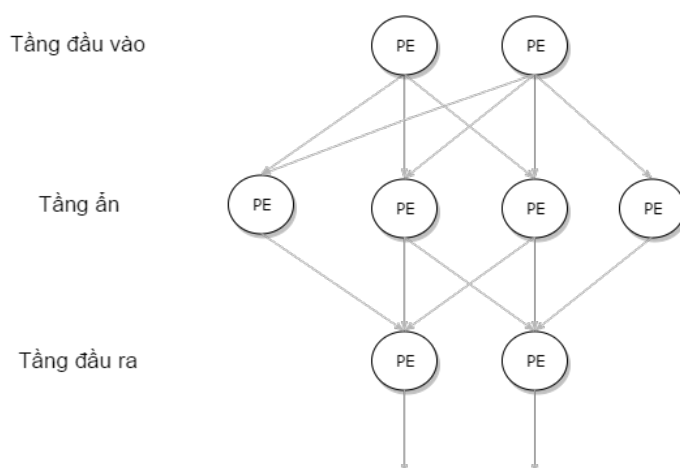 Tầng đầu vào PE PE
Tầng ẩn PE PE PE PE
Tầng đầu ra PE PE